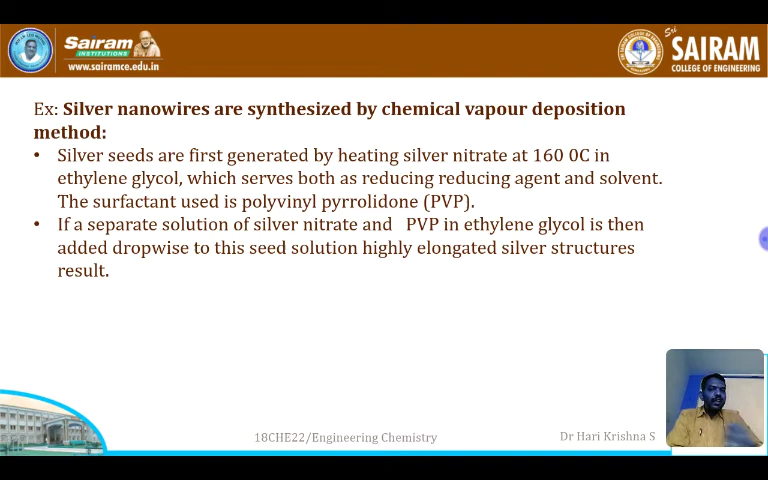 Sairam
INSTITUTIONS
www.sairamce.edu.in
Sri
SAIRAM
COLLEGE OF ENGINEERING
Ex: Silver nanowires are synthesized by chemical vapour deposition
method:
• Silver seeds are first generated by heating silver nitrate at 160 0C in
ethylene glycol, which serves both as reducing reducing agent and solvent.
The surfactant used is polyvinyl pyrrolidone (PVP).
• If a separate solution of silver nitrate and PVP in ethylene glycol is then
added dropwise to this seed solution highly elongated silver structures
result.
18CHE22/Engineering Chemistry
Dr Hari Krishna S